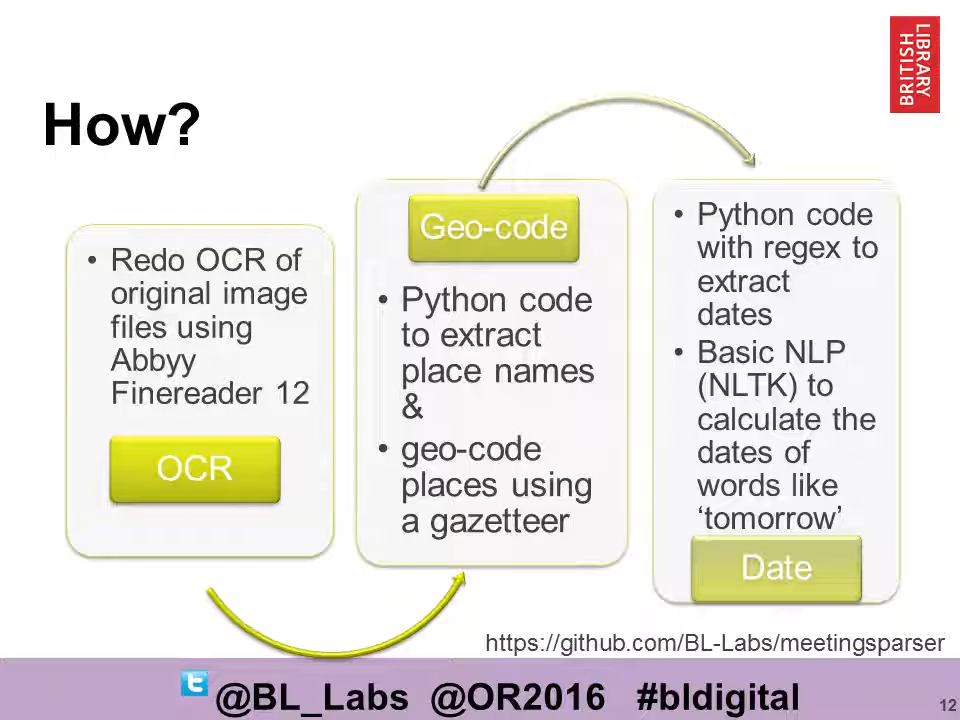 BRITISH
LIBRARY
How?
• Redo OCR of
original image
files using
Abbyy
Finereader 12
OCR
Geo-code
• Python code
to extract
place names
&
• geo-code
places using
a gazetteer
• Python code
with regex to
extract
dates
• Basic NLP
(NLTK) to
calculate the
dates of
words like
‘tomorrow’
Date
https://github.com/BL-Labs/meetingsparser
@BL_Labs @OR2016 #bldigital
12